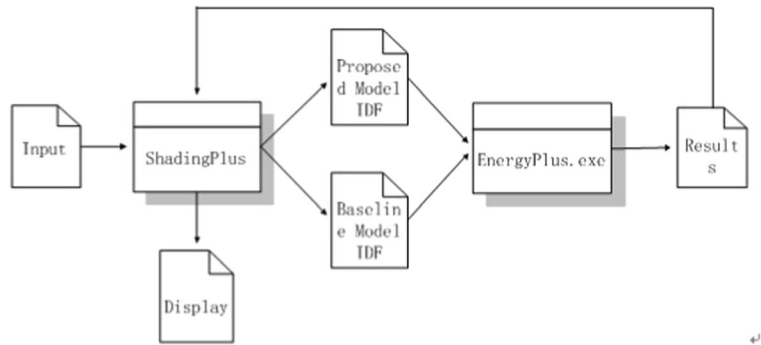 Input
ShadingPlus
Propose
d Model
IDF
Baselin
e Model
IDF
EnergyPlus.exe
Result
s
Display